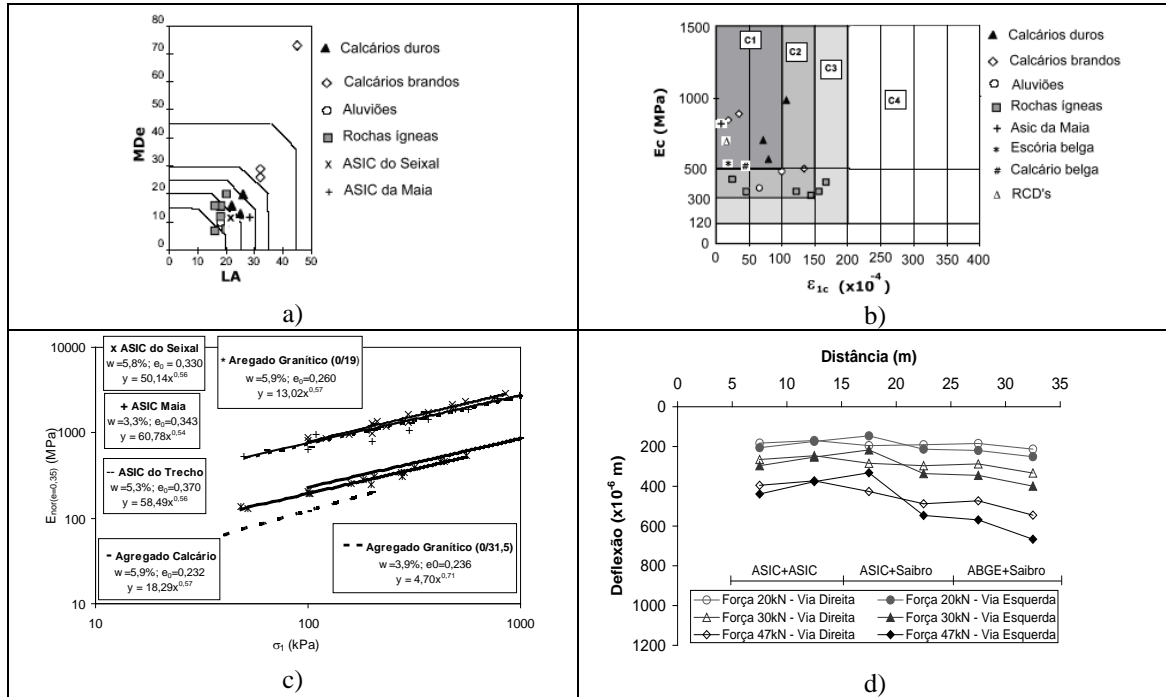 80
70
60
50
40
30
20
10
0
MDe
0 10 20 30 40 50
LA
Calcários duros
Calcários brandos
Aluviões
Rochas ígneas
ASIC do Seixal
ASIC da Maia
a)
1500
1000
500
300
120
0
Ec (MPa)
C1
C2
C3
C4
0 50 100 150 200 250 300 350 400
ε1c (x10-4)
Calcários duros
Calcários brandos
Aluviões
Rochas ígneas
Asic da Maia
Escória belga
Calcário belga
RCD's
b)
10000
1000
100
10
Enor(e=0,35) (MPa)
x ASIC do Seixal
w=5,8%; e0 = 0,330
y = 50,14x0,56
* Aregado Granítico (0/19)
w=5,9%; e0=0,260
y = 13,02x0,57
+ ASIC Maia
w=3,3%; e0=0,343
y = 60,78x0,54
-- ASIC do Trecho
w=5,3%; e0=0,370
y = 58,49x0,56
- Agregado Calcário
w=5,9%; e0=0,232
y = 18,29x0,57
--- Agregado Granítico (0/31,5)
w=3,9%; e0=0,236
y = 4,70x0,71
10 100 1000
σ1 (kPa)
c)
Distância (m)
0 5 10 15 20 25 30 35
0
200
400
600
800
1000
1200
Deflexão (x10-6 m)
ASIC+ASIC ASIC+Saibro ABGE+Saibro
Força 20kN - Via Direita Força 20kN - Via Esquerda
Força 30kN - Via Direita Força 30kN - Via Esquerda
Força 47kN - Via Direita Força 47kN - Via Esquerda
d)